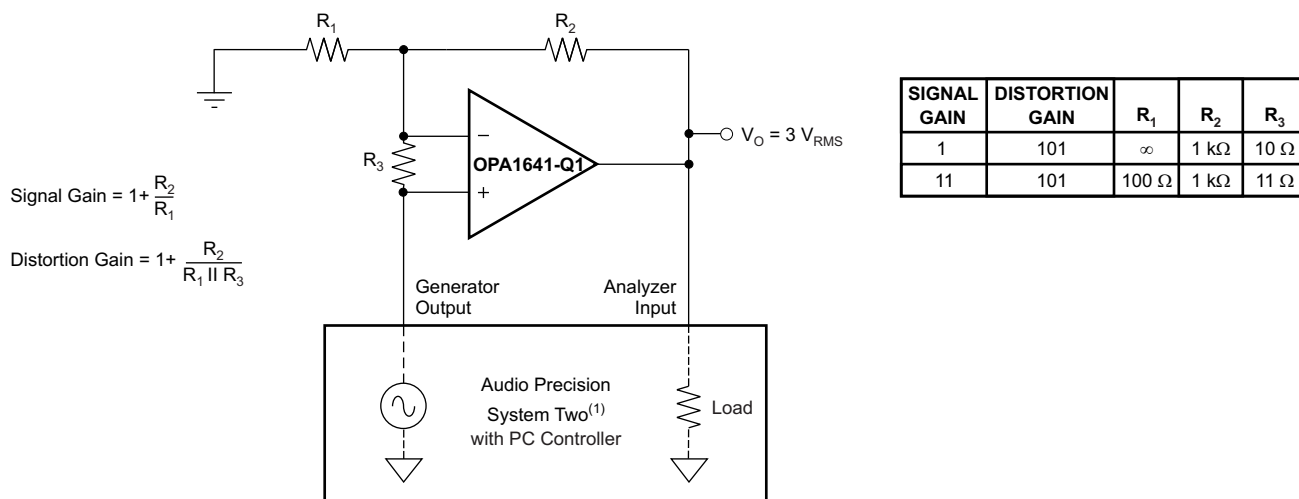 R1
R2
R3
−
+
OPA1641-Q1
VO = 3 VRMS
Signal Gain = 1+ R2/R1
Distortion Gain = 1+ R2/(R1 II R3)
Generator
Output
Analyzer
Input
Audio Precision
System Two(1)
with PC Controller
Load
SIGNAL GAIN DISTORTION GAIN R1 R2 R3
1 101 ∞ 1 kΩ 10 Ω
11 101 100 Ω 1 kΩ 11 Ω